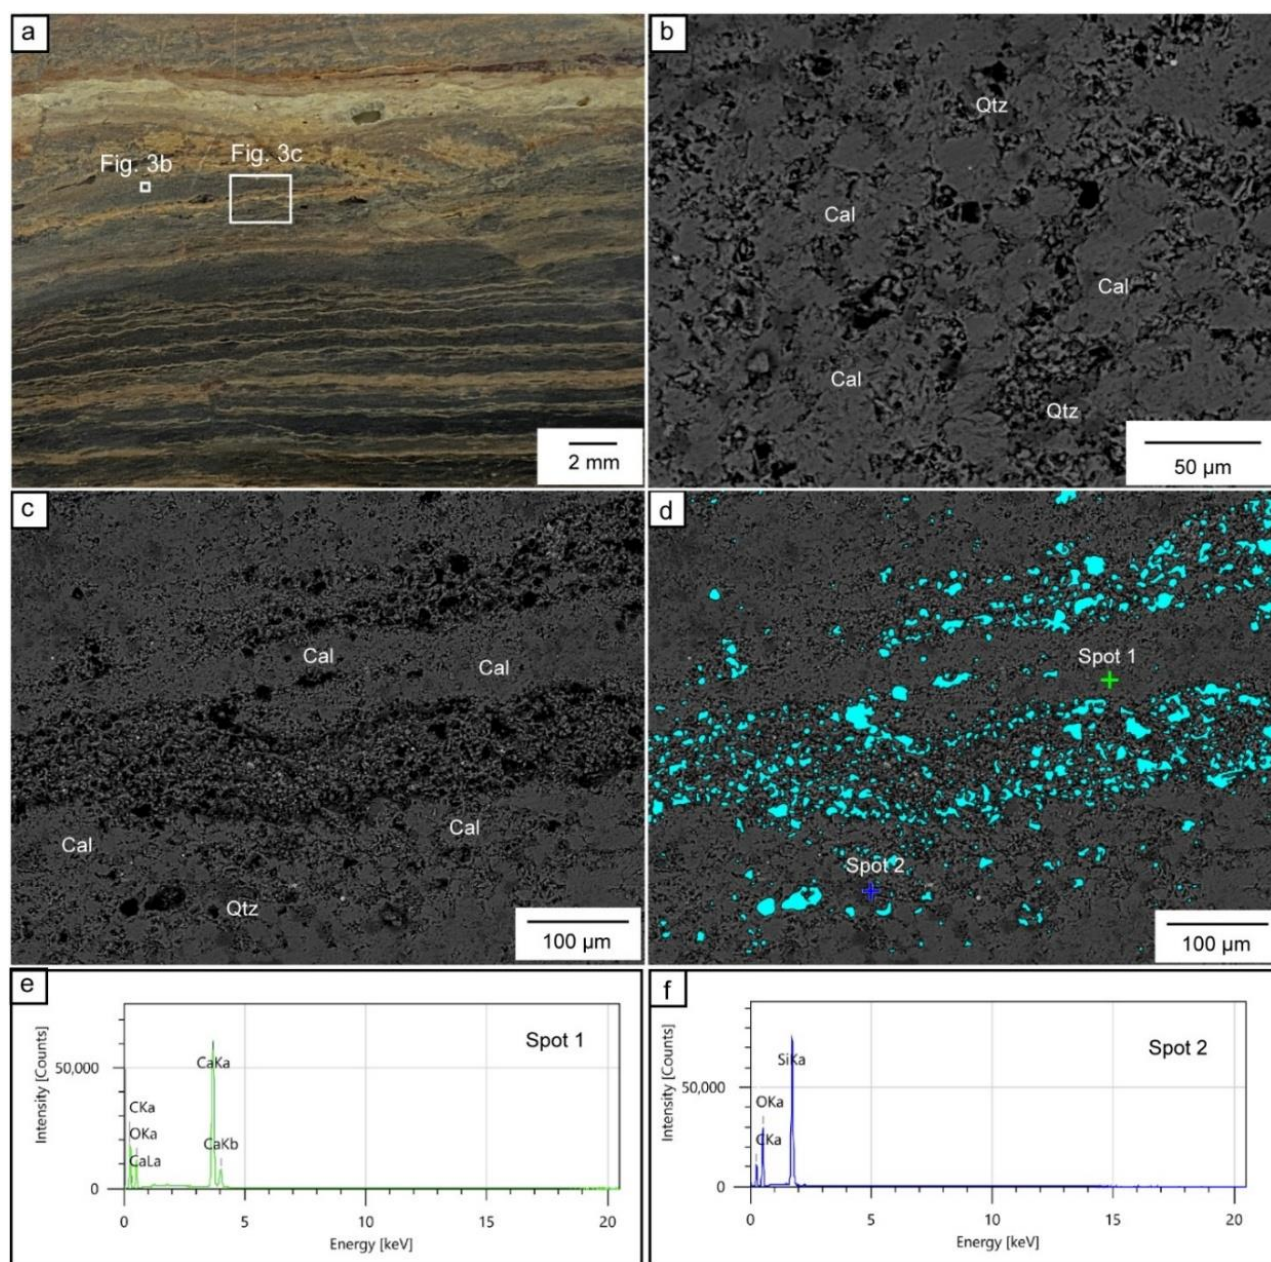 a
Fig. 3b
Fig. 3c
2 mm
b
Qtz
Cal
Cal
Cal
Qtz
50 µm
c
Cal
Cal
Cal
Cal
Qtz
100 µm
d
Spot 1
Spot 2
100 µm
e
Spot 1
Intensity [Counts]
50,000
0
CKa
OKa
CaLa
CaKa
CaKb
0 5 10 15 20
Energy [keV]
f
Spot 2
Intensity [Counts]
50,000
0
OKa
CKa
SiKa
0 5 10 15 20
Energy [keV]